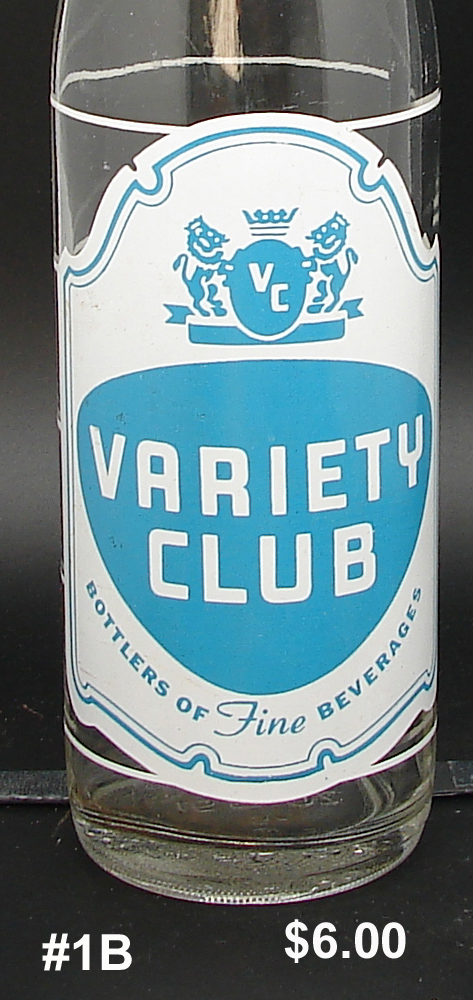 VC
VARIETY
CLUB
BOTTLERS OF Fine BEVERAGES
#1B
$6.00